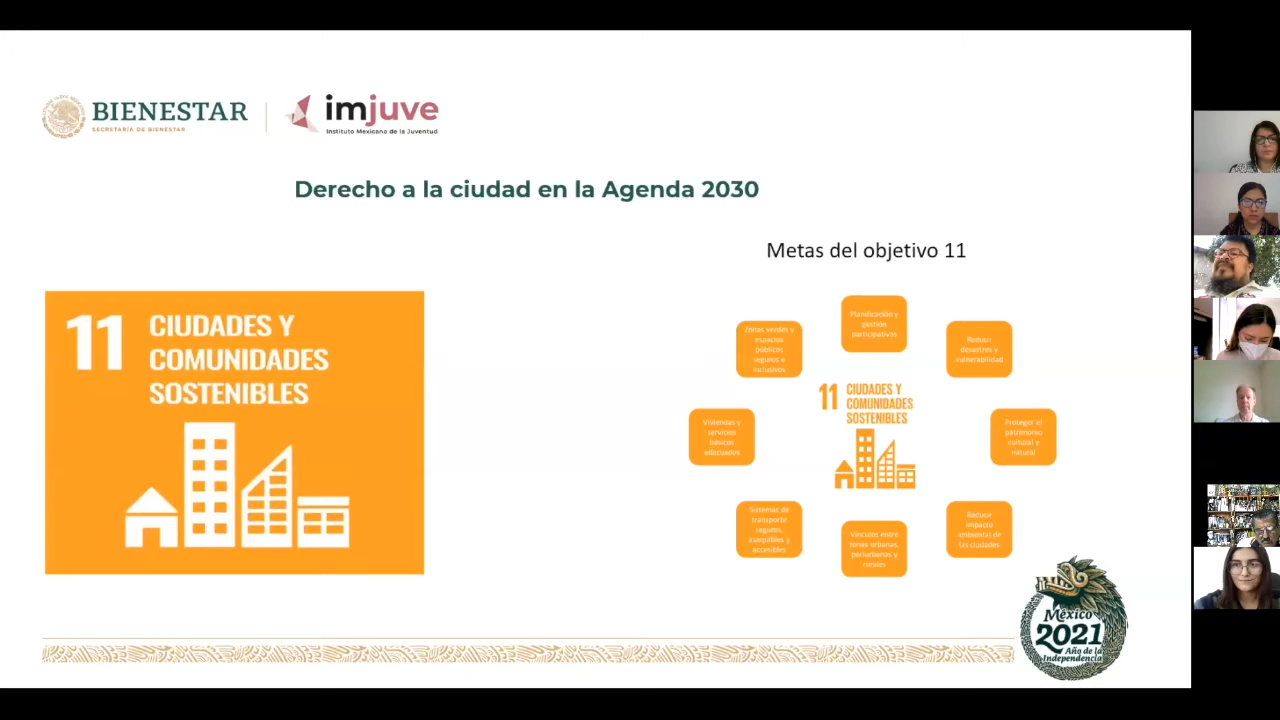 BIENESTAR
SECRETARÍA DE BIENESTAR
imjuve
Instituto Mexicano de la Juventud
Derecho a la ciudad en la Agenda 2030
Metas del objetivo 11
11
CIUDADES Y
COMUNIDADES
SOSTENIBLES
Planificación y
gestión
participativas
Reducir
desastres y
vulnerabilidad
Proteger el
patrimonio
cultural y
natural
Reducir
impacto
ambiental de
las ciudades
Vínculos entre
zonas urbanas,
periurbanas y
rurales
Sistemas de
transporte
seguros,
asequibles y
accesibles
Viviendas y
servicios
básicos
adecuados
Zonas verdes y
espacios
públicos
seguros e
inclusivos
11
CIUDADES Y
COMUNIDADES
SOSTENIBLES
México
2021
Año de la
Independencia